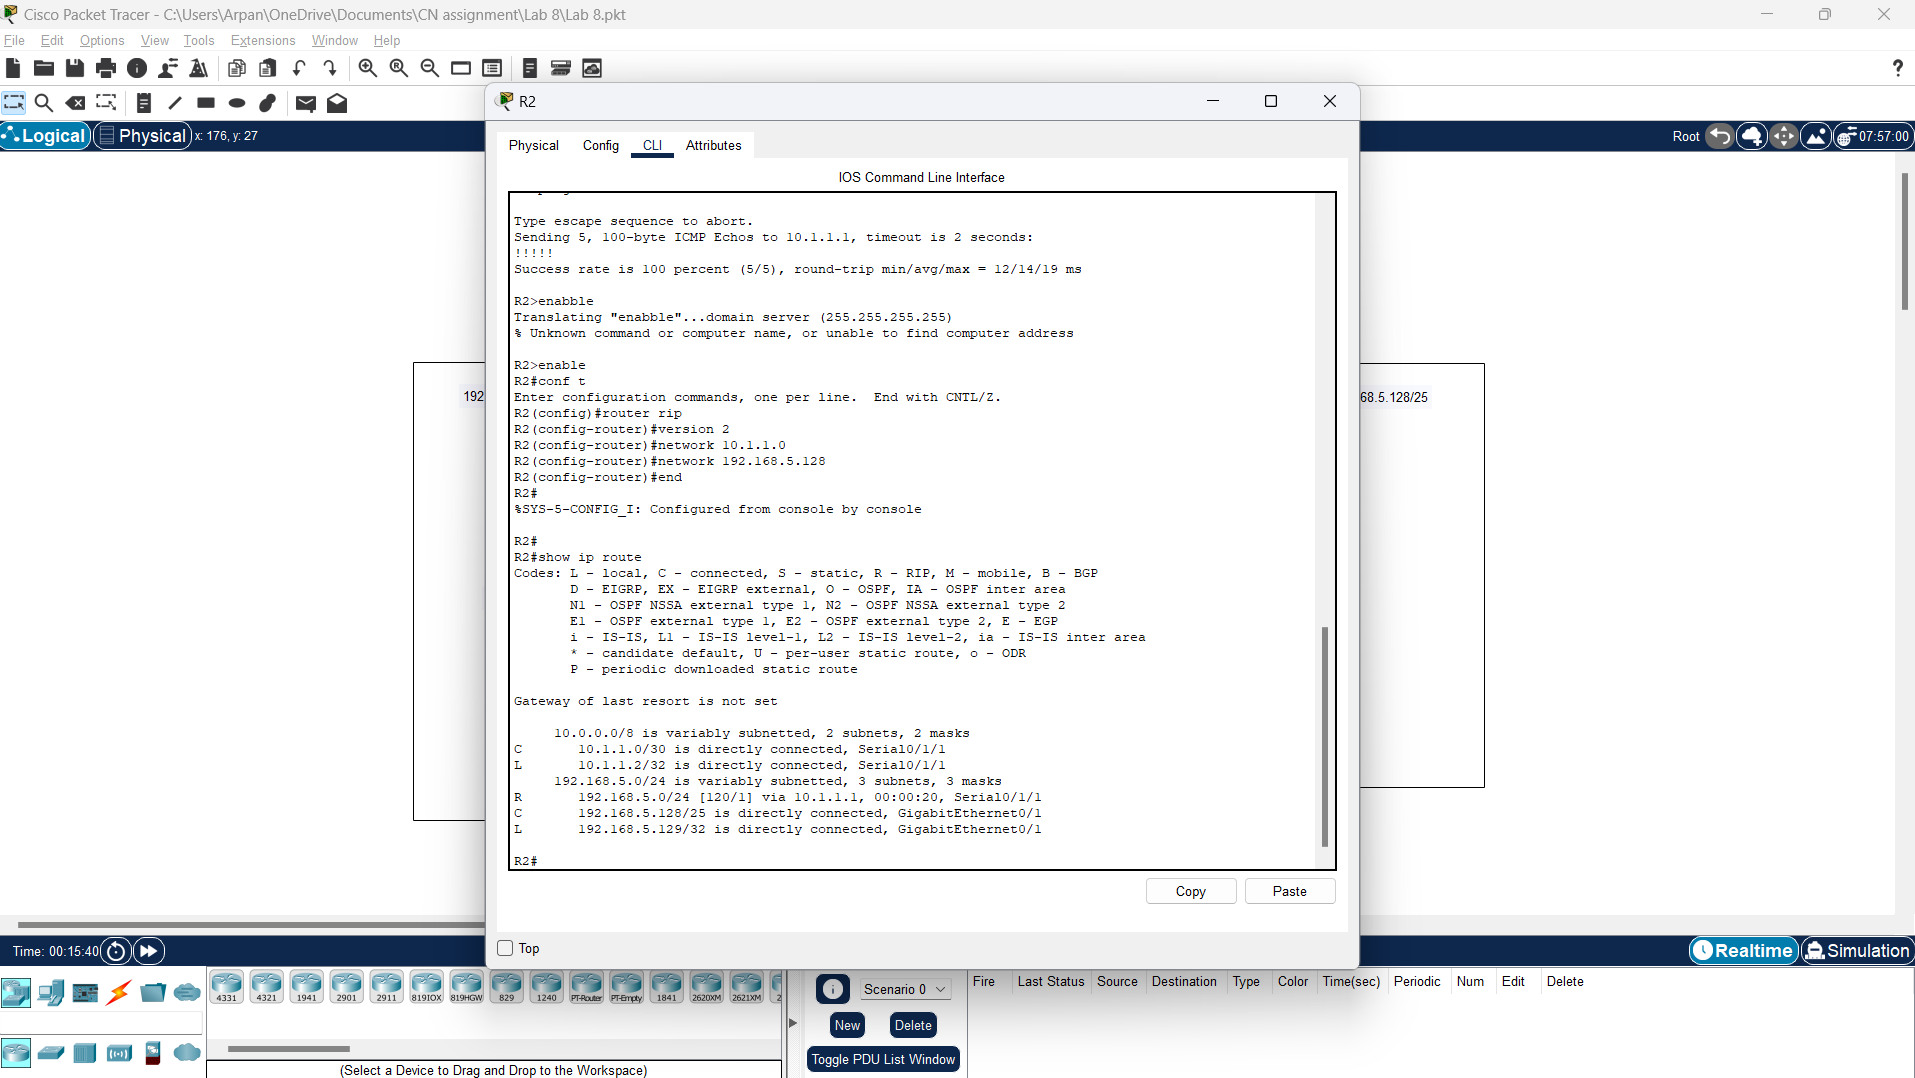 Cisco Packet Tracer - C:\Users\Arpan\OneDrive\Documents\CN assignment\Lab 8\Lab 8.pkt
File Edit Options View Tools Extensions Window Help
?
Logical Physical x: 176, y: 27
Root 07:57:00
R2
Physical Config CLI Attributes
IOS Command Line Interface
Type escape sequence to abort.
Sending 5, 100-byte ICMP Echos to 10.1.1.1, timeout is 2 seconds:
!!!!!
Success rate is 100 percent (5/5), round-trip min/avg/max = 12/14/19 ms
R2>enabble
Translating "enabble"...domain server (255.255.255.255)
% Unknown command or computer name, or unable to find computer address
R2>enable
R2#conf t
Enter configuration commands, one per line.  End with CNTL/Z.
R2(config)#router rip
R2(config-router)#version 2
R2(config-router)#network 10.1.1.0
R2(config-router)#network 192.168.5.128
R2(config-router)#end
R2#
%SYS-5-CONFIG_I: Configured from console by console
R2#
R2#show ip route
Codes: L - local, C - connected, S - static, R - RIP, M - mobile, B - BGP
D - EIGRP, EX - EIGRP external, O - OSPF, IA - OSPF inter area
N1 - OSPF NSSA external type 1, N2 - OSPF NSSA external type 2
E1 - OSPF external type 1, E2 - OSPF external type 2, E - EGP
i - IS-IS, L1 - IS-IS level-1, L2 - IS-IS level-2, ia - IS-IS inter area
* - candidate default, U - per-user static route, o - ODR
P - periodic downloaded static route
Gateway of last resort is not set
10.0.0.0/8 is variably subnetted, 2 subnets, 2 masks
C 10.1.1.0/30 is directly connected, Serial0/1/1
L 10.1.1.2/32 is directly connected, Serial0/1/1
192.168.5.0/24 is variably subnetted, 3 subnets, 3 masks
R 192.168.5.0/24 [120/1] via 10.1.1.1, 00:00:20, Serial0/1/1
C 192.168.5.128/25 is directly connected, GigabitEthernet0/1
L 192.168.5.129/32 is directly connected, GigabitEthernet0/1
R2#
Copy Paste
Top
192
68.5.128/25
Time: 00:15:40
Realtime Simulation
4331 4321 1941 2901 2911 819IOX 819HGW 829 1240 PT-Router PT-Empty 1841 2620XM 2621XM 2
(Select a Device to Drag and Drop to the Workspace)
Scenario 0
New Delete
Toggle PDU List Window
Fire Last Status Source Destination Type Color Time(sec) Periodic Num Edit Delete